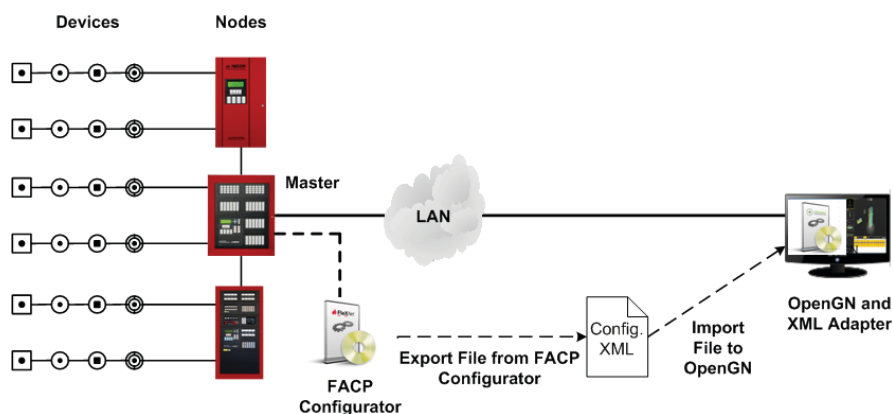 Devices
Nodes
Master
LAN
FACP
Configurator
Export File from FACP
Configurator
Config.
XML
Import
File to
OpenGN
OpenGN and
XML Adapter